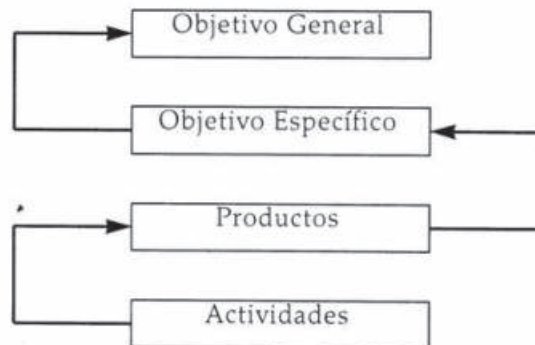 Objetivo General
Objetivo Específico
Productos
Actividades